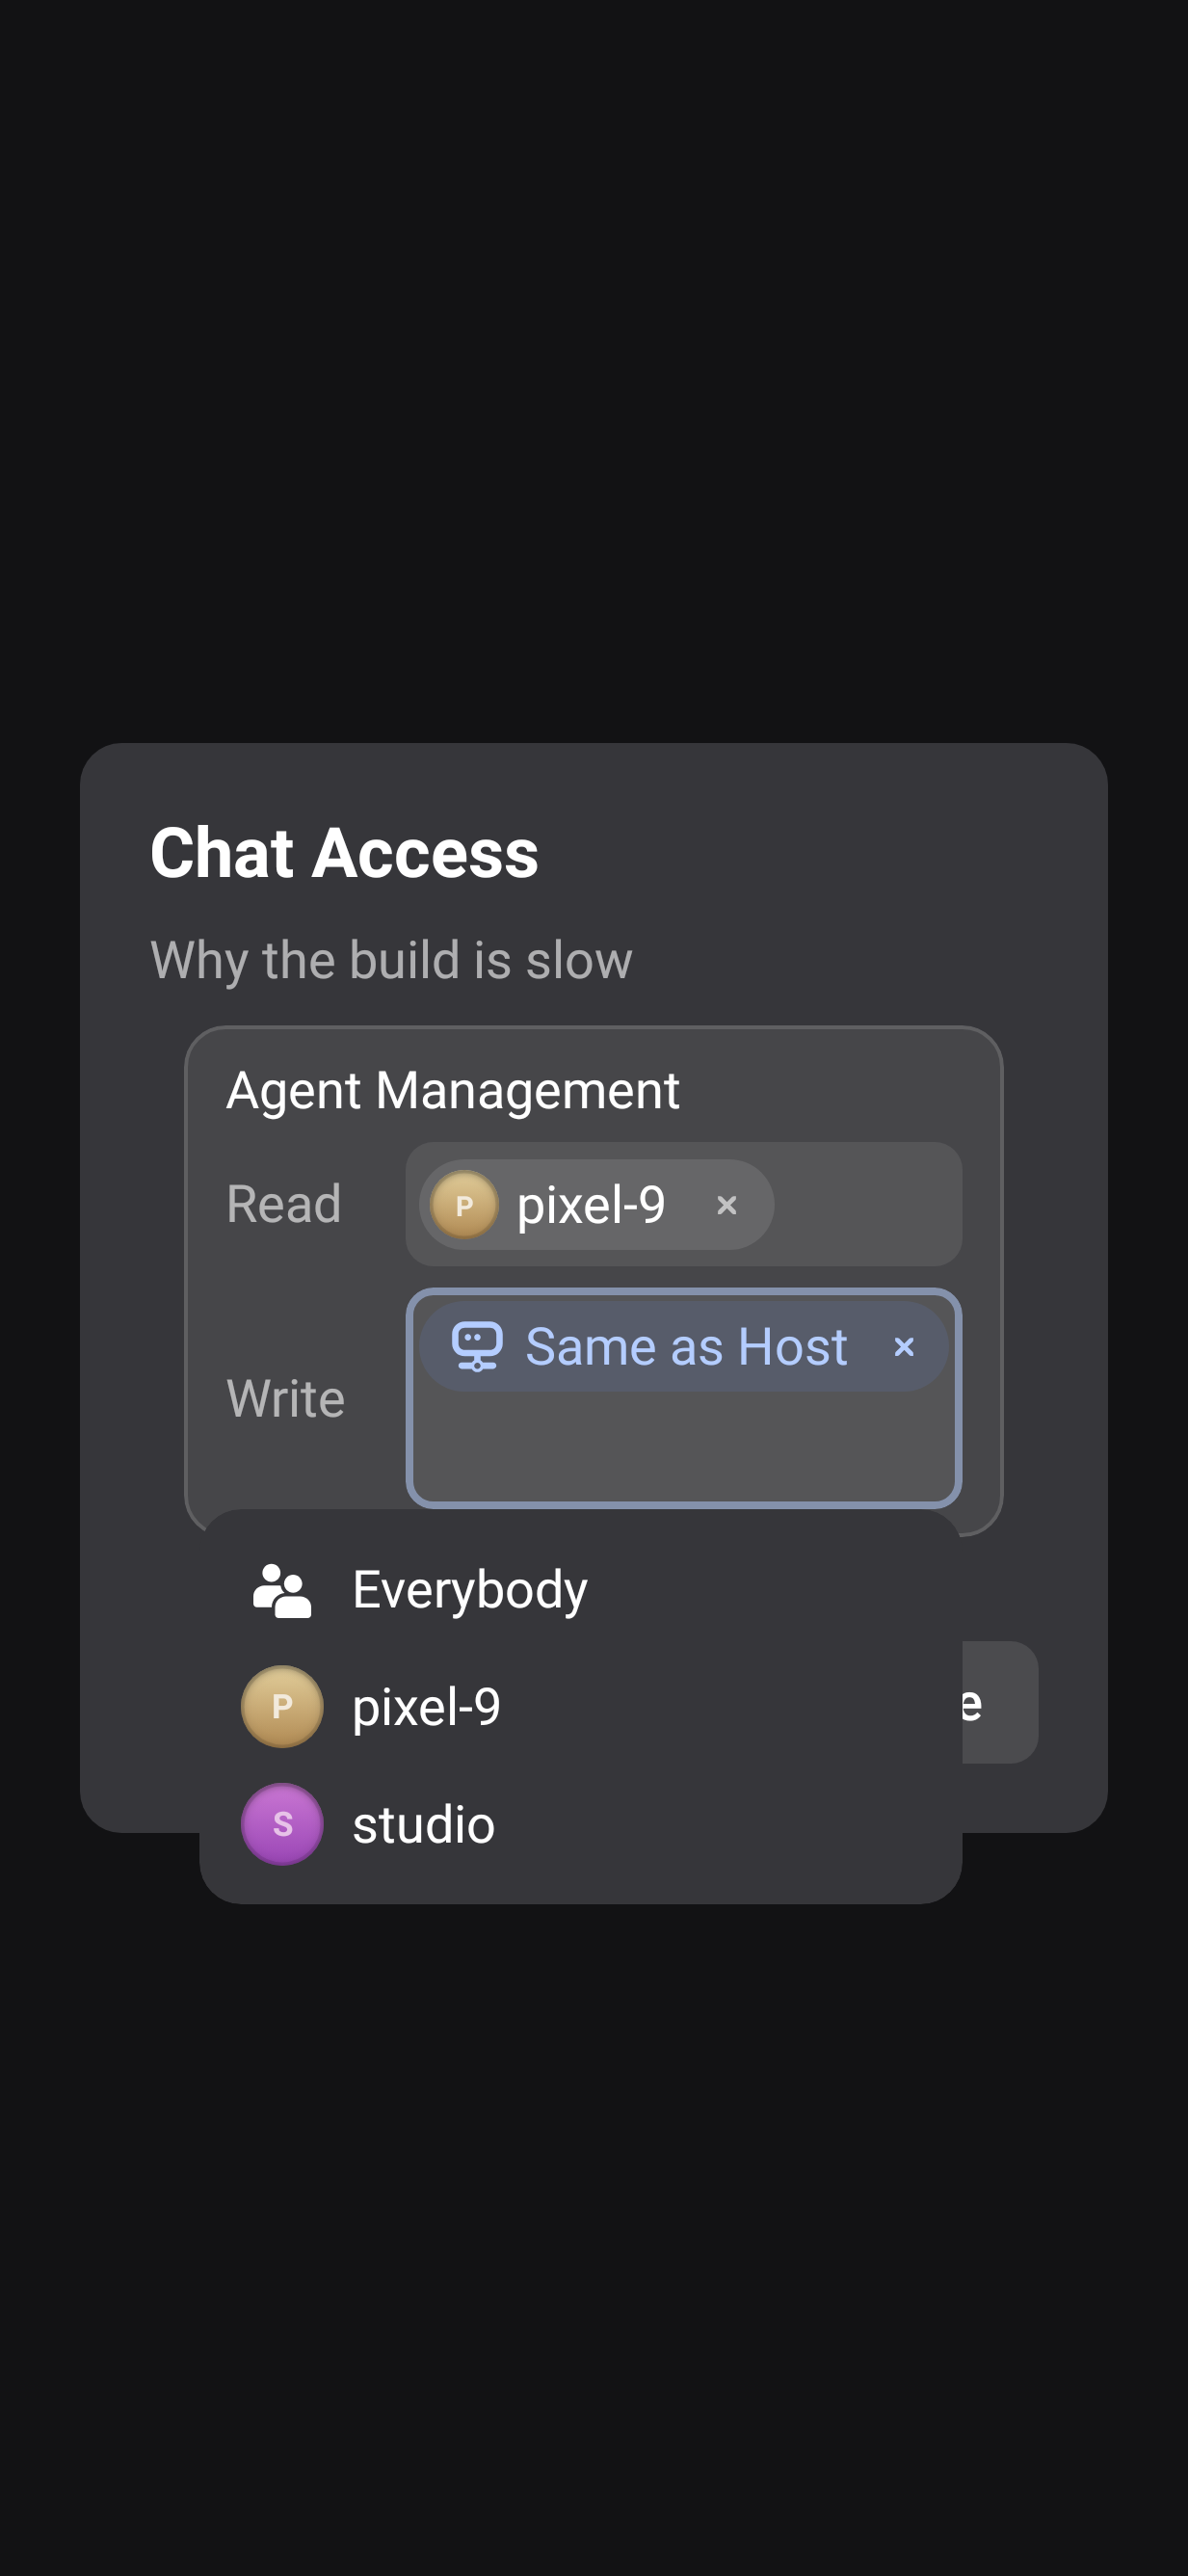 Chat Access
Why the build is slow
Agent Management
Read
P pixel-9
Same as Host
Write
Everybody
P pixel-9
S studio